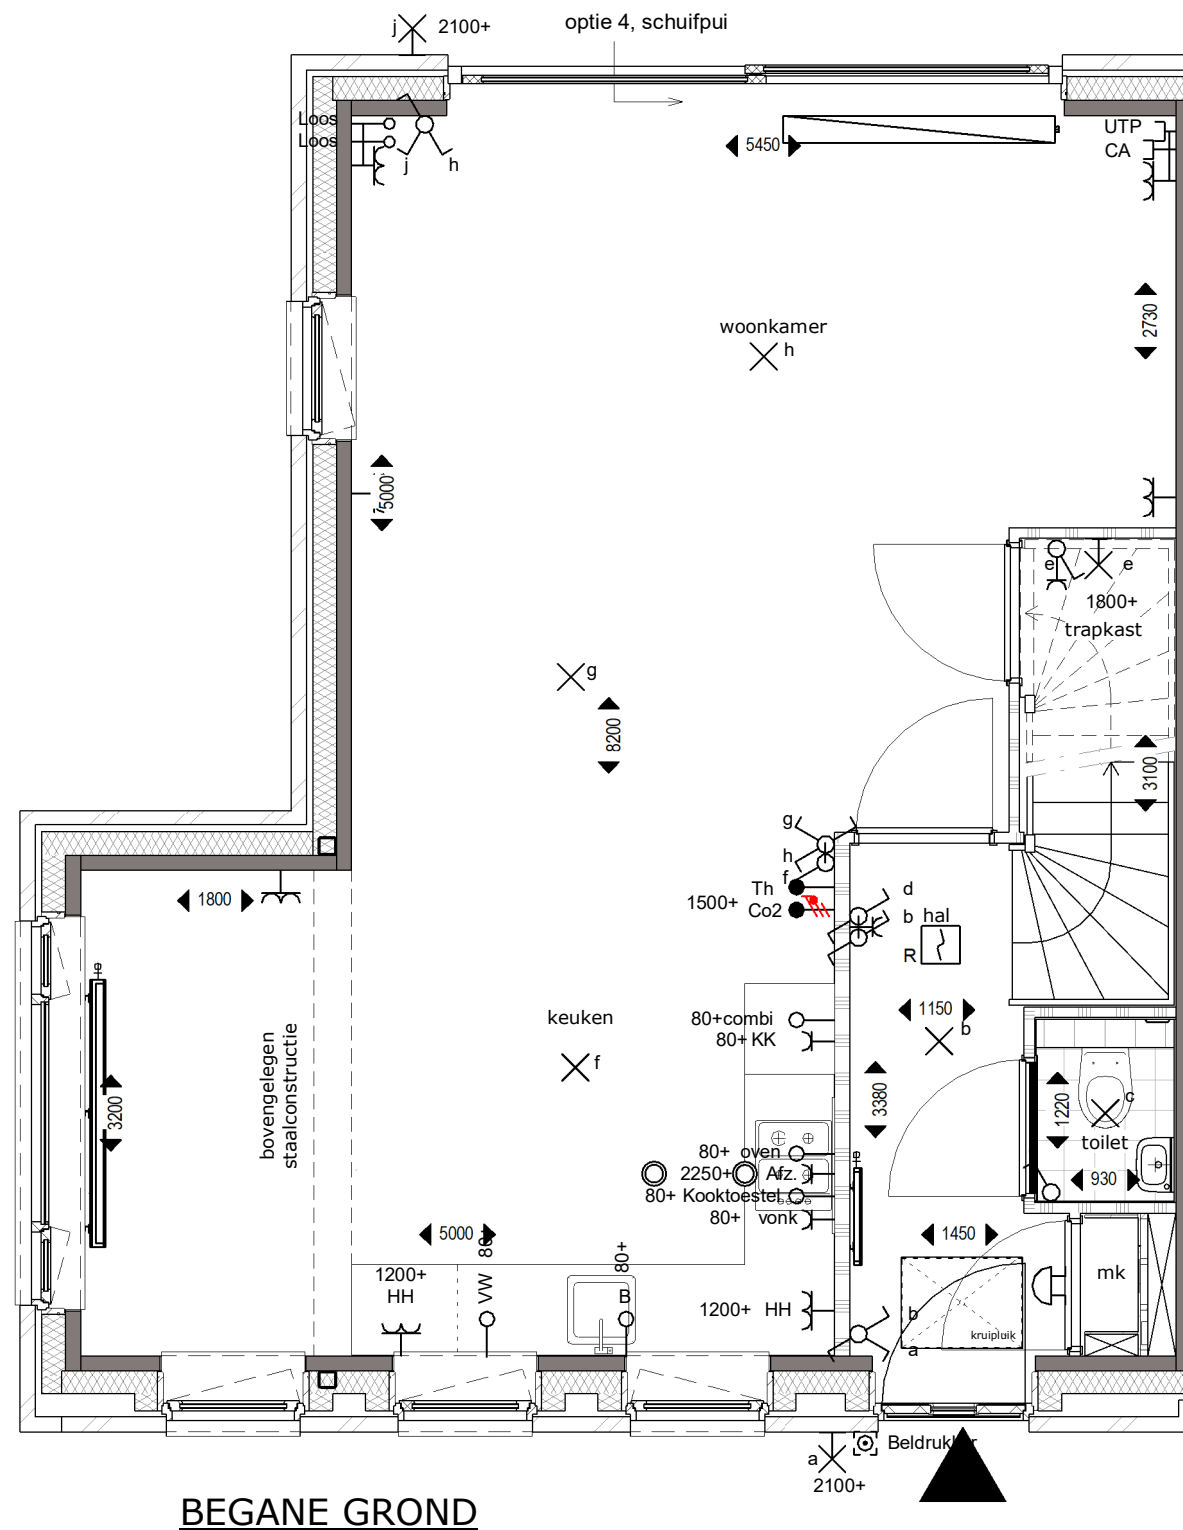 j 2100+
optie 4, schuifpui
Loos
Loos
j h
5450
UTP
CA
2730
woonkamer
h
5000
e e
1800+
trapkast
g
8200
3100
g
h
f
Th
1500+ Co2
d
b hal
R
1800
1150
b
keuken
f
80+combi
80+ KK
bovengelegen
staalconstructie
3200
3380
1220
c
toilet
930
80+ oven
2250+ Afz.
80+ Kooktoestel
80+ vonk
5000
1450
1200+
HH
VW 80+
B 80+
1200+ HH
b
a
kruipluik
mk
a
2100+
BEGANE GROND